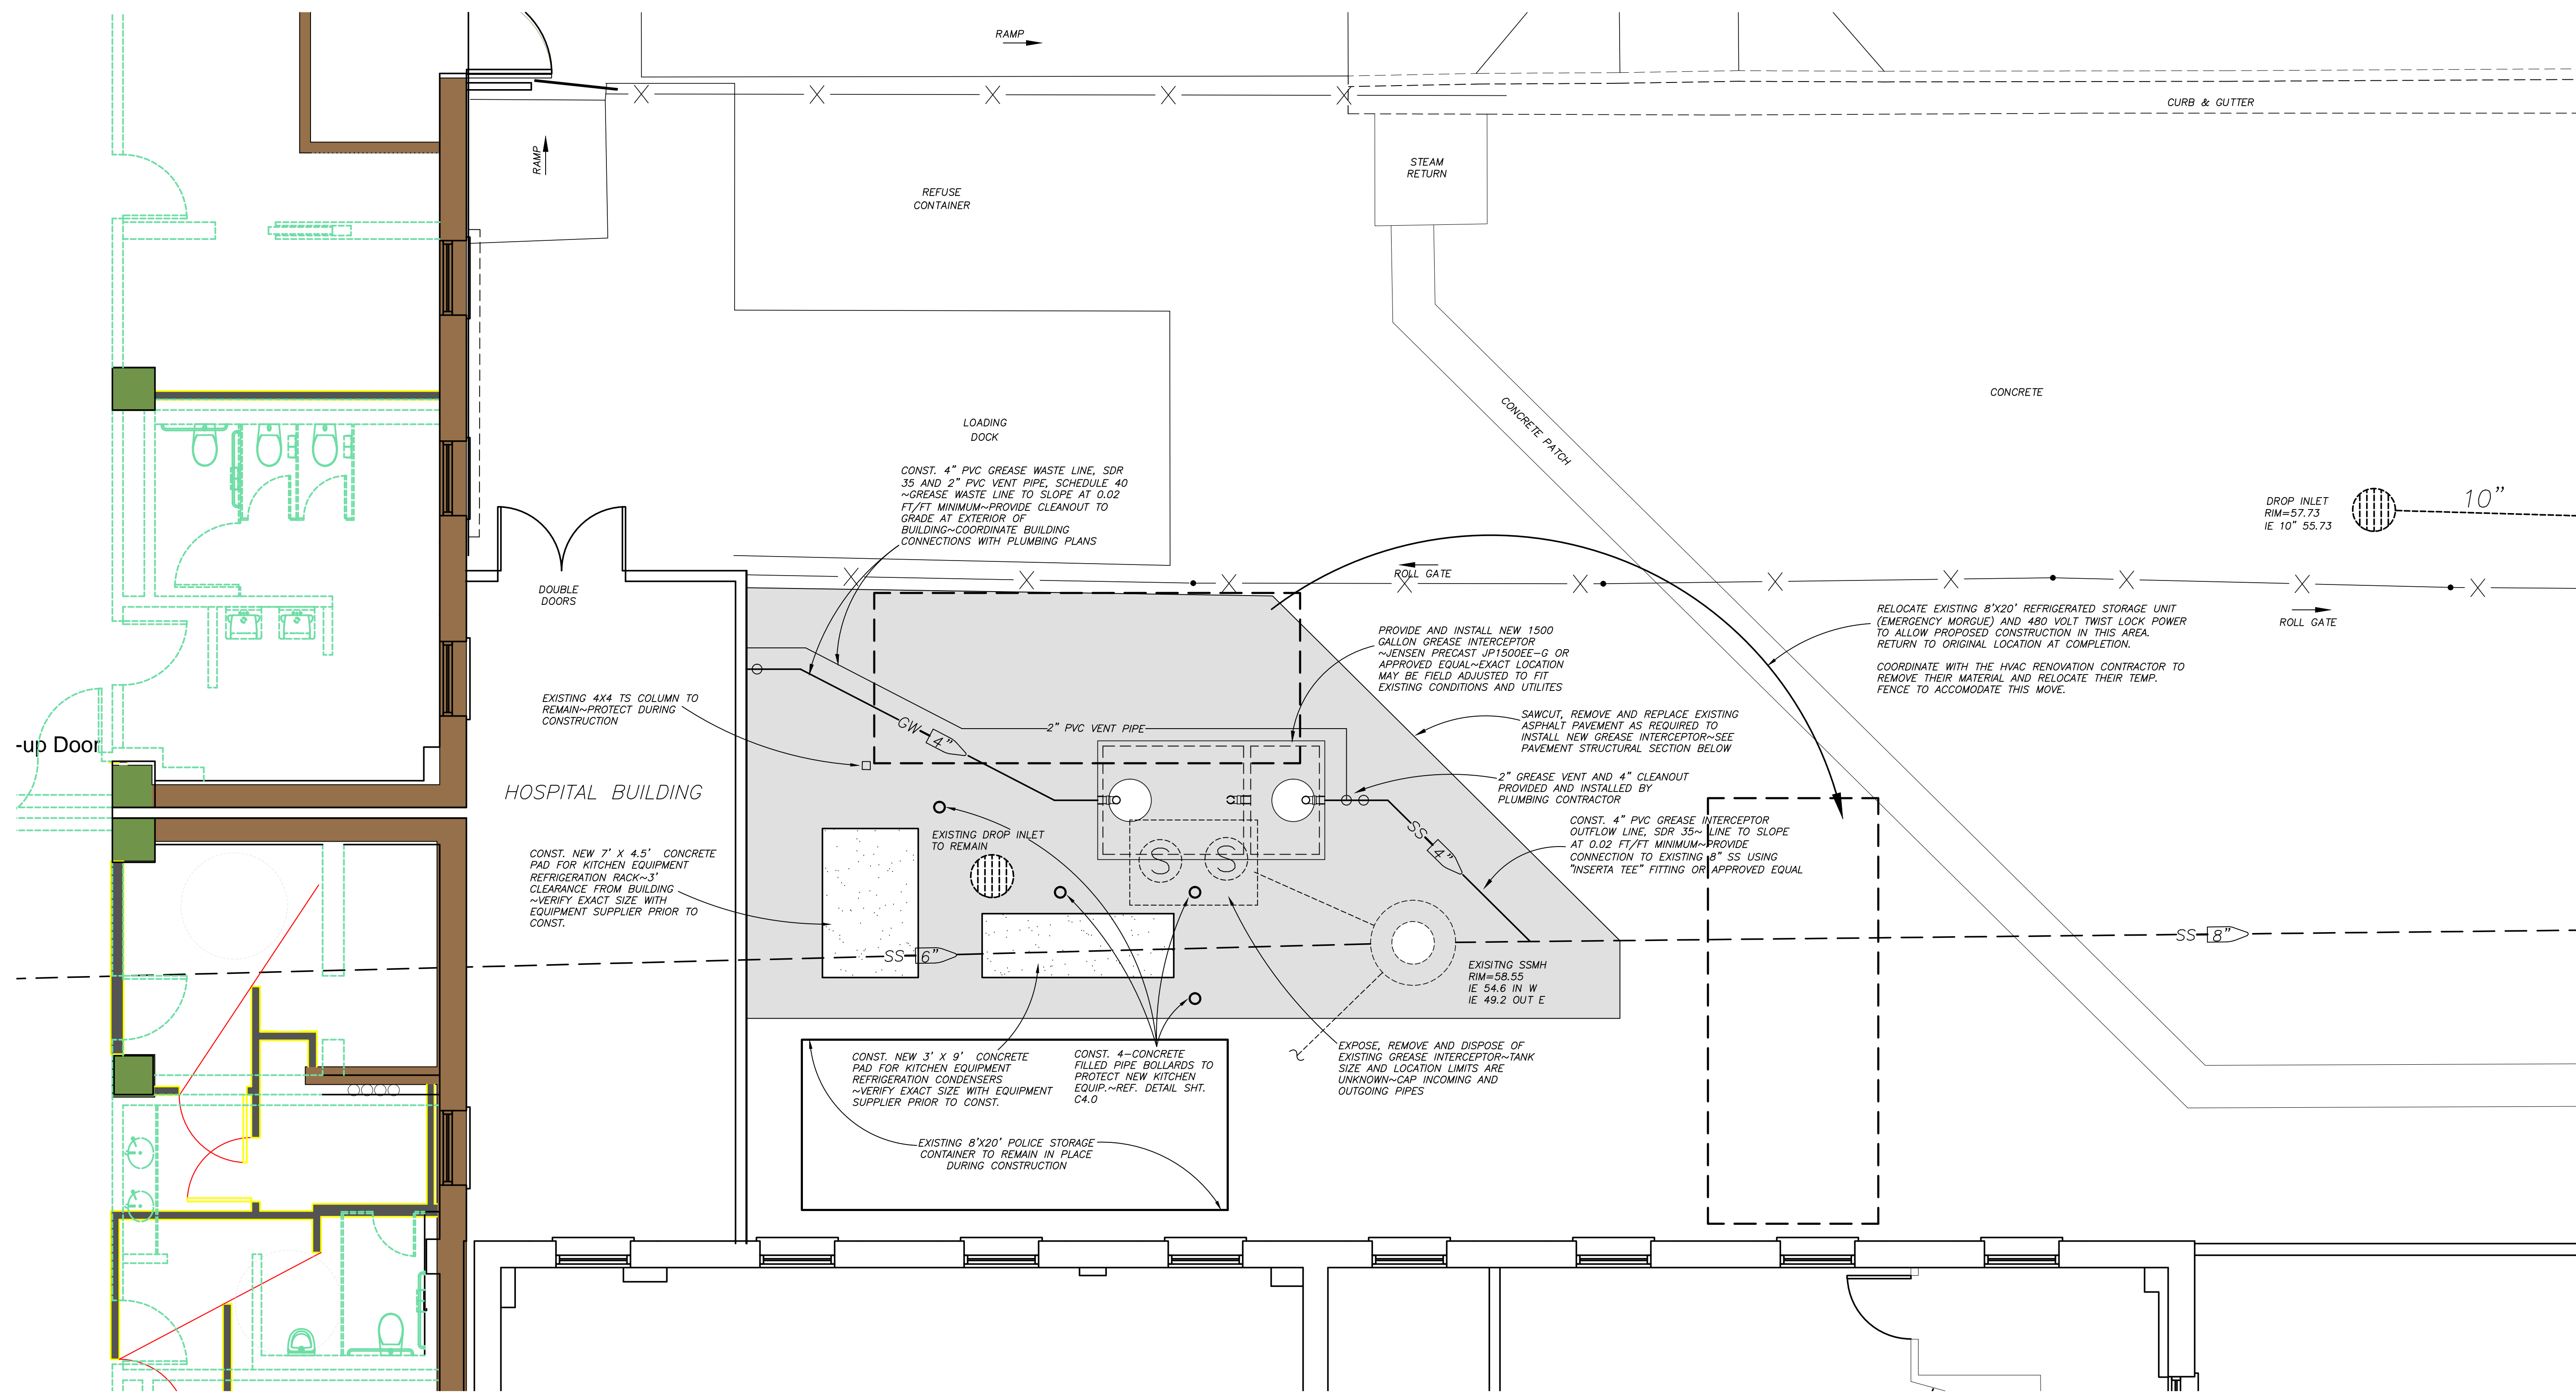 RAMP
CURB & GUTTER
RAMP
STEAM
RETURN
REFUSE
CONTAINER
CONCRETE
CONCRETE PATCH
LOADING
DOCK
CONST. 4" PVC GREASE WASTE LINE, SDR
35 AND 2" PVC VENT PIPE, SCHEDULE 40
~GREASE WASTE LINE TO SLOPE AT 0.02
FT/FT MINIMUM~PROVIDE CLEANOUT TO
GRADE AT EXTERIOR OF
BUILDING~COORDINATE BUILDING
CONNECTIONS WITH PLUMBING PLANS
DROP INLET
RIM=57.73
IE 10" 55.73
10"
ROLL GATE
DOUBLE
DOORS
RELOCATE EXISTING 8'X20' REFRIGERATED STORAGE UNIT
(EMERGENCY MORGUE) AND 480 VOLT TWIST LOCK POWER
TO ALLOW PROPOSED CONSTRUCTION IN THIS AREA.
RETURN TO ORIGINAL LOCATION AT COMPLETION.
COORDINATE WITH THE HVAC RENOVATION CONTRACTOR TO
REMOVE THEIR MATERIAL AND RELOCATE THEIR TEMP.
FENCE TO ACCOMODATE THIS MOVE.
ROLL GATE
PROVIDE AND INSTALL NEW 1500
GALLON GREASE INTERCEPTOR
~JENSEN PRECAST JP1500EE-G OR
APPROVED EQUAL~EXACT LOCATION
MAY BE FIELD ADJUSTED TO FIT
EXISTING CONDITIONS AND UTILITES
EXISTING 4X4 TS COLUMN TO
REMAIN~PROTECT DURING
CONSTRUCTION
SAWCUT, REMOVE AND REPLACE EXISTING
ASPHALT PAVEMENT AS REQUIRED TO
INSTALL NEW GREASE INTERCEPTOR~SEE
PAVEMENT STRUCTURAL SECTION BELOW
GW 4"
2" PVC VENT PIPE
-up Door
2" GREASE VENT AND 4" CLEANOUT
PROVIDED AND INSTALLED BY
PLUMBING CONTRACTOR
HOSPITAL BUILDING
CONST. 4" PVC GREASE INTERCEPTOR
OUTFLOW LINE, SDR 35~ LINE TO SLOPE
AT 0.02 FT/FT MINIMUM~PROVIDE
CONNECTION TO EXISTING 8" SS USING
"INSERTA TEE" FITTING OR APPROVED EQUAL
SS 4"
EXISTING DROP INLET
TO REMAIN
S S
CONST. NEW 7' X 4.5' CONCRETE
PAD FOR KITCHEN EQUIPMENT
REFRIGERATION RACK~3'
CLEARANCE FROM BUILDING
~VERIFY EXACT SIZE WITH
EQUIPMENT SUPPLIER PRIOR TO
CONST.
SS 6"
SS 8"
EXISITNG SSMH
RIM=58.55
IE 54.6 IN W
IE 49.2 OUT E
CONST. NEW 3' X 9' CONCRETE
PAD FOR KITCHEN EQUIPMENT
REFRIGERATION CONDENSERS
~VERIFY EXACT SIZE WITH EQUIPMENT
SUPPLIER PRIOR TO CONST.
CONST. 4-CONCRETE
FILLED PIPE BOLLARDS TO
PROTECT NEW KITCHEN
EQUIP.~REF. DETAIL SHT.
C4.0
EXPOSE, REMOVE AND DISPOSE OF
EXISTING GREASE INTERCEPTOR~TANK
SIZE AND LOCATION LIMITS ARE
UNKNOWN~CAP INCOMING AND
OUTGOING PIPES
EXISTING 8'X20' POLICE STORAGE
CONTAINER TO REMAIN IN PLACE
DURING CONSTRUCTION